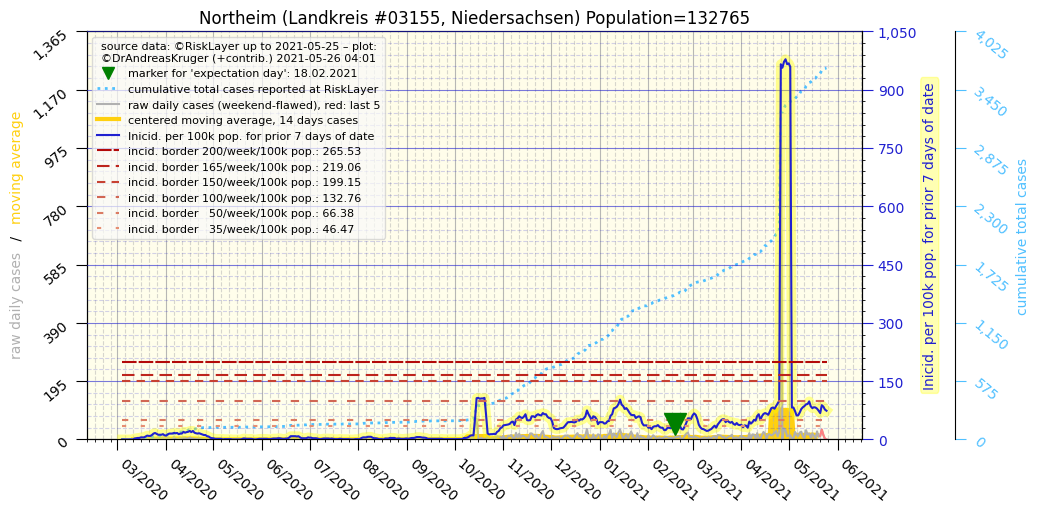 Northeim (Landkreis #03155, Niedersachsen) Population=132765
source data: ©RiskLayer up to 2021-05-25 – plot:
©DrAndreasKruger (+contrib.) 2021-05-26 04:01
marker for 'expectation day': 18.02.2021
cumulative total cases reported at RiskLayer
raw daily cases (weekend-flawed), red: last 5
centered moving average, 14 days cases
Inicid. per 100k pop. for prior 7 days of date
incid. border 200/week/100k pop.: 265.53
incid. border 165/week/100k pop.: 219.06
incid. border 150/week/100k pop.: 199.15
incid. border 100/week/100k pop.: 132.76
incid. border   50/week/100k pop.: 66.38
incid. border   35/week/100k pop.: 46.47
raw daily cases / moving average
1,365
1,170
975
780
585
390
195
0
1,050
900
750
600
450
300
150
0
Inicid. per 100k pop. for prior 7 days of date
4,025
3,450
2,875
2,300
1,725
1,150
575
0
cumulative total cases
03/2020
04/2020
05/2020
06/2020
07/2020
08/2020
09/2020
10/2020
11/2020
12/2020
01/2021
02/2021
03/2021
04/2021
05/2021
06/2021